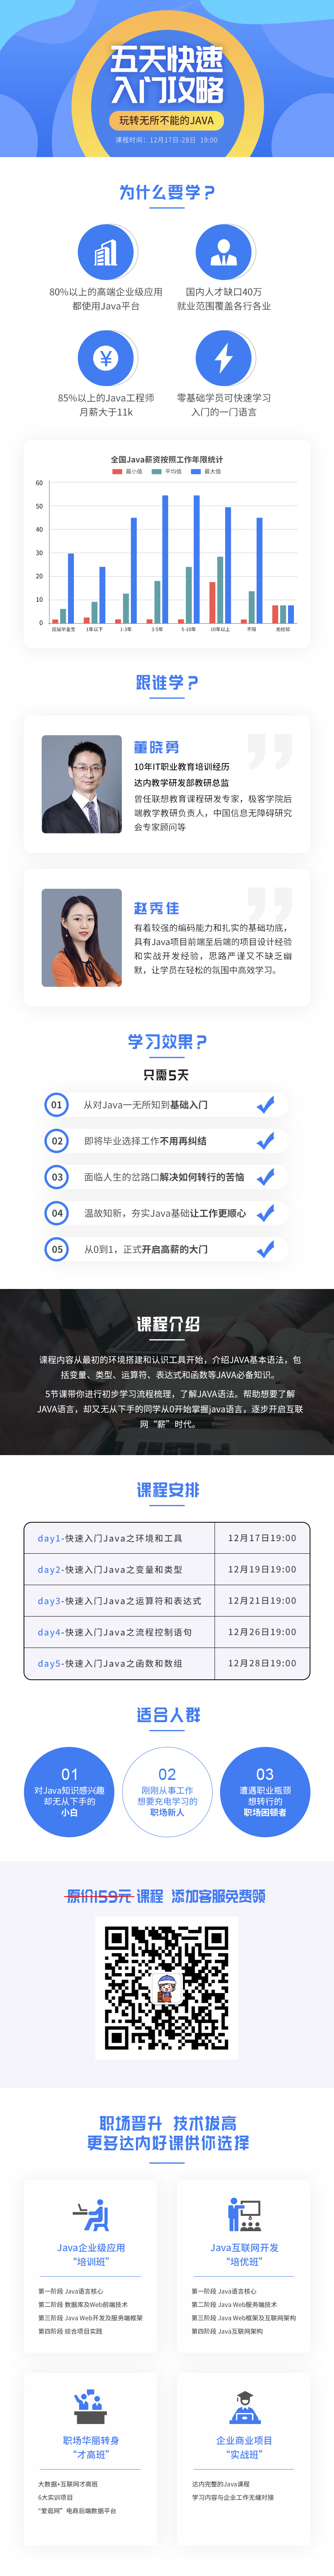 五天快速
入门攻略
玩转无所不能的JAVA
课程时间：12月17日-28日 19:00
为什么要学？
80%以上的高端企业级应用
都使用Java平台
国内人才缺口40万
就业范围覆盖各行各业
¥
85%以上的Java工程师
月薪大于11k
零基础学员可快速学习
入门的一门语言
全国Java薪资按照工作年限统计
最小值 平均值 最大值
60
50
40
30
20
10
0
应届毕业生 1年以下 1-3年 3-5年 5-10年 10年以上 不限 无经验
跟谁学？
董晓勇
10年IT职业教育培训经历
达内教学研发部教研总监
曾任联想教育课程研发专家，极客学院后
端教学教研负责人，中国信息无障碍研究
会专家顾问等
赵秀佳
有着较强的编码能力和扎实的基础功底，
具有Java项目前端至后端的项目设计经验
和实战开发经验，思路严谨又不缺乏幽
默，让学员在轻松的氛围中高效学习。
学习效果？
只需5天
01 从对Java一无所知到基础入门
02 即将毕业选择工作不用再纠结
03 面临人生的岔路口解决如何转行的苦恼
04 温故知新，夯实Java基础让工作更顺心
05 从0到1，正式开启高薪的大门
课程介绍
课程内容从最初的环境搭建和认识工具开始，介绍JAVA基本语法，包
括变量、类型、运算符、表达式和函数等JAVA必备知识。
5节课带你进行初步学习流程梳理，了解JAVA语法。帮助想要了解
JAVA语言，却又无从下手的同学从0开始掌握java语言，逐步开启互联
网“薪”时代。
课程安排
day1-快速入门Java之环境和工具 12月17日19:00
day2-快速入门Java之变量和类型 12月19日19:00
day3-快速入门Java之运算符和表达式 12月21日19:00
day4-快速入门Java之流程控制语句 12月26日19:00
day5-快速入门Java之函数和数组 12月28日19:00
适合人群
01
对Java知识感兴趣
却无从下手的
小白
02
刚刚从事工作
想要充电学习的
职场新人
03
遭遇职业瓶颈
想转行的
职场困顿者
原价159元 课程 添加客服免费领
职场晋升 技术拔高
更多达内好课供你选择
Java企业级应用
“培训班”
第一阶段 Java语言核心
第二阶段 数据库及Web前端技术
第三阶段 Java Web开发及服务端框架
第四阶段 综合项目实践
Java互联网开发
“培优班”
第一阶段 Java语言核心
第二阶段 Java Web服务端技术
第三阶段 Java Web框架及互联网架构
第四阶段 Java互联网架构
职场华丽转身
“才高班”
大数据+互联网才高班
6大实训项目
“爱逛网”电商后端数据平台
企业商业项目
“实战班”
达内完整的Java课程
学习内容与企业工作无缝对接